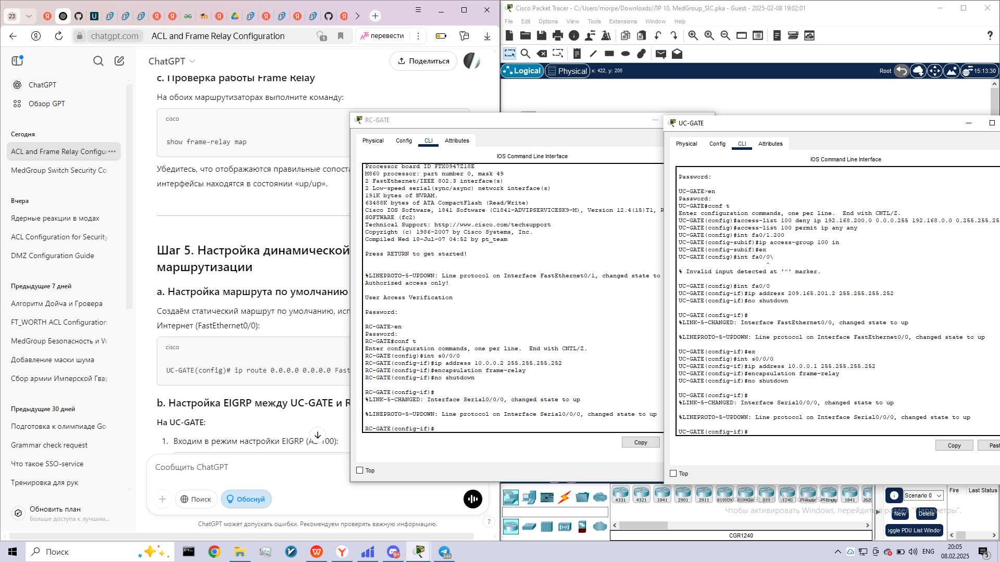 23
chatgpt.com
ACL and Frame Relay Configuration
1
перевести
ChatGPT
Обзор GPT
Сегодня
ACL and Frame Relay Configur
MedGroup Switch Security Co
Вчера
Ядерные реакции в модах
ACL Configuration for Security
DMZ Configuration Guide
Предыдущие 7 дней
Алгоритм Дойча и Гровера
FT_WORTH ACL Configuration
MedGroup Безопасность и W
Добавление маски шума
Сбор армии Имперской Гва
Предыдущие 30 дней
Подготовка к олимпиаде Go
Grammar check request
Что такое SSO-service
Тренировка для рук
Обновить план
Больше доступа к лучшим...
ChatGPT
Поделиться
c. Проверка работы Frame Relay
На обоих маршрутизаторах выполните команду:
cisco
show frame-relay map
Убедитесь, что отображаются правильные сопоста
интерфейсы находятся в состоянии «up/up».
Шаг 5. Настройка динамической
маршрутизации
a. Настройка маршрута по умолчанию
Создаём статический маршрут по умолчанию, исп
Интернет (FastEthernet0/0):
cisco
UC-GATE(config)# ip route 0.0.0.0 0.0.0.0 Fast
b. Настройка EIGRP между UC-GATE и R
На UC-GATE:
1. Входим в режим настройки EIGRP (AS 100):
Сообщить ChatGPT
Поиск
Обоснуй
ChatGPT может допускать ошибки. Рекомендуем проверять важную информацию.
?
Cisco Packet Tracer - C:/Users/morpe/Downloads/ЛР 10. MedGroup_SIC.pka - Guest - 2025-02-08 19:02:01
File Edit Options View Tools Extensions Window Help
?
Logical
Physical
x: 422, y: 205
Root
15:13:30
RC-GATE
Physical Config CLI Attributes
IOS Command Line Interface
Processor board ID FTX0947Z18E
M860 processor: part number 0, mask 49
2 FastEthernet/IEEE 802.3 interface(s)
2 Low-speed serial(sync/async) network interface(s)
191K bytes of NVRAM.
63488K bytes of ATA CompactFlash (Read/Write)
Cisco IOS Software, 1841 Software (C1841-ADVIPSERVICESK9-M), Version 12.4(15)T1, R
SOFTWARE (fc2)
Technical Support: http://www.cisco.com/techsupport
Copyright (c) 1986-2007 by Cisco Systems, Inc.
Compiled Wed 18-Jul-07 04:52 by pt_team
Press RETURN to get started!
%LINEPROTO-5-UPDOWN: Line protocol on Interface FastEthernet0/1, changed state to
Authorized access only!
User Access Verification
Password:
RC-GATE>en
Password:
RC-GATE#conf t
Enter configuration commands, one per line.  End with CNTL/Z.
RC-GATE(config)#int s0/0/0
RC-GATE(config-if)#ip address 10.0.0.2 255.255.255.252
RC-GATE(config-if)#encapsulation frame-relay
RC-GATE(config-if)#no shutdown
RC-GATE(config-if)#
%LINK-5-CHANGED: Interface Serial0/0/0, changed state to up
%LINEPROTO-5-UPDOWN: Line protocol on Interface Serial0/0/0, changed state to up
RC-GATE(config-if)#
Copy
Top
UC-GATE
Physical Config CLI Attributes
IOS Command Line Interface
Password:
UC-GATE>en
Password:
UC-GATE#conf t
Enter configuration commands, one per line.  End with CNTL/Z.
UC-GATE(config)#access-list 100 deny ip 192.168.200.0 0.0.0.255 192.168.0.0 0.255.255.25
UC-GATE(config)#access-list 100 permit ip any any
UC-GATE(config)#int fa0/1.200
UC-GATE(config-subif)#ip access-group 100 in
UC-GATE(config-subif)#ex
UC-GATE(config)#int fa0/0\
^
% Invalid input detected at '^' marker.
UC-GATE(config)#int fa0/0
UC-GATE(config-if)#ip address 209.165.201.2 255.255.255.252
UC-GATE(config-if)#no shutdown
UC-GATE(config-if)#
%LINK-5-CHANGED: Interface FastEthernet0/0, changed state to up
%LINEPROTO-5-UPDOWN: Line protocol on Interface FastEthernet0/0, changed state to up
UC-GATE(config-if)#ex
UC-GATE(config)#int s0/0/0
UC-GATE(config-if)#ip address 10.0.0.1 255.255.255.252
UC-GATE(config-if)#encapsulation frame-relay
UC-GATE(config-if)#no shutdown
UC-GATE(config-if)#
%LINK-5-CHANGED: Interface Serial0/0/0, changed state to up
%LINEPROTO-5-UPDOWN: Line protocol on Interface Serial0/0/0, changed state to up
UC-GATE(config-if)#
Copy
Past
Top
4331 4321 1941 2901 2911 819IOX 819HGW 829 1240 PT-Router PT-Empty 1841 2620
CGR1240
Scenario 0
Fire Last Status
New Delete
oggle PDU List Windo
Чтобы активировать Windows, перейдите в раздел "Параметры".
Поиск
9+
348
ENG
20:05
08.02.2025
5